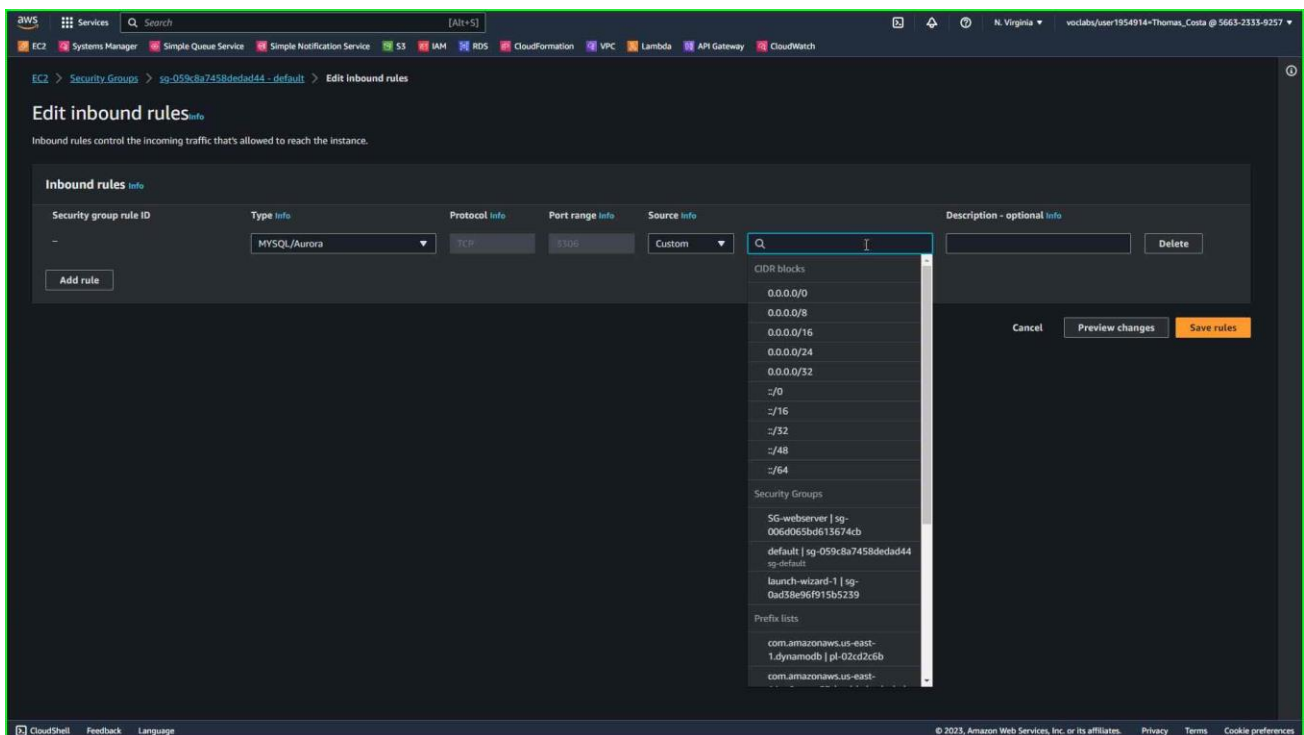 aws Services Search [Alt+S] N. Virginia voclabs/user1954914=Thomas_Costa @ 5663-2333-9257
EC2 Systems Manager Simple Queue Service Simple Notification Service S3 IAM RDS CloudFormation VPC Lambda API Gateway CloudWatch
EC2 > Security Groups > sg-059c8a7458dedad44 - default > Edit inbound rules
Edit inbound rules Info
Inbound rules control the incoming traffic that's allowed to reach the instance.
Inbound rules Info
Security group rule ID Type Info Protocol Info Port range Info Source Info Description - optional Info
– MYSQL/Aurora TCP 3306 Custom Delete
Add rule
CIDR blocks
0.0.0.0/0
0.0.0.0/8
0.0.0.0/16
0.0.0.0/24
0.0.0.0/32
::/0
::/16
::/32
::/48
::/64
Security Groups
SG-webserver | sg-
006d065bd613674cb
default | sg-059c8a7458dedad44
sg-default
launch-wizard-1 | sg-
0ad38e96f915b5239
Prefix lists
com.amazonaws.us-east-
1.dynamodb | pl-02cd2c6b
com.amazonaws.us-east-
Cancel Preview changes Save rules
CloudShell Feedback Language © 2023, Amazon Web Services, Inc. or its affiliates. Privacy Terms Cookie preferences